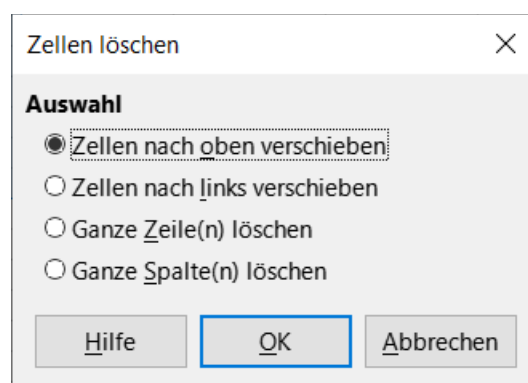 Zellen löschen
Auswahl
Zellen nach oben verschieben
Zellen nach links verschieben
Ganze Zeile(n) löschen
Ganze Spalte(n) löschen
Hilfe OK Abbrechen